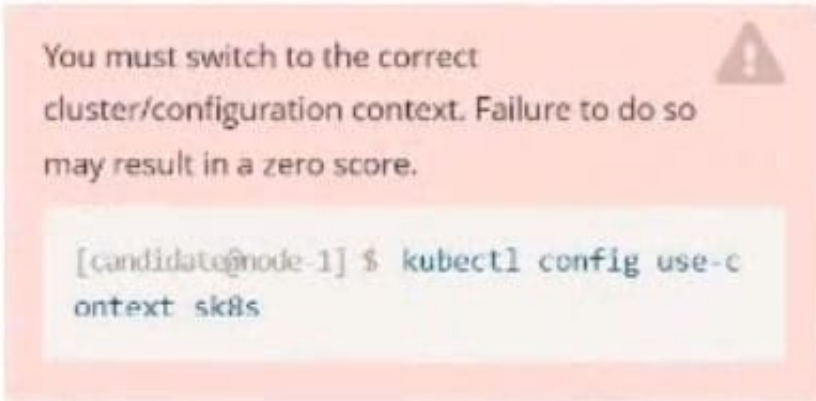 You must switch to the correct
cluster/configuration context. Failure to do so
may result in a zero score.
[candidate@node-1] $ kubectl config use-c
ontext sk8s